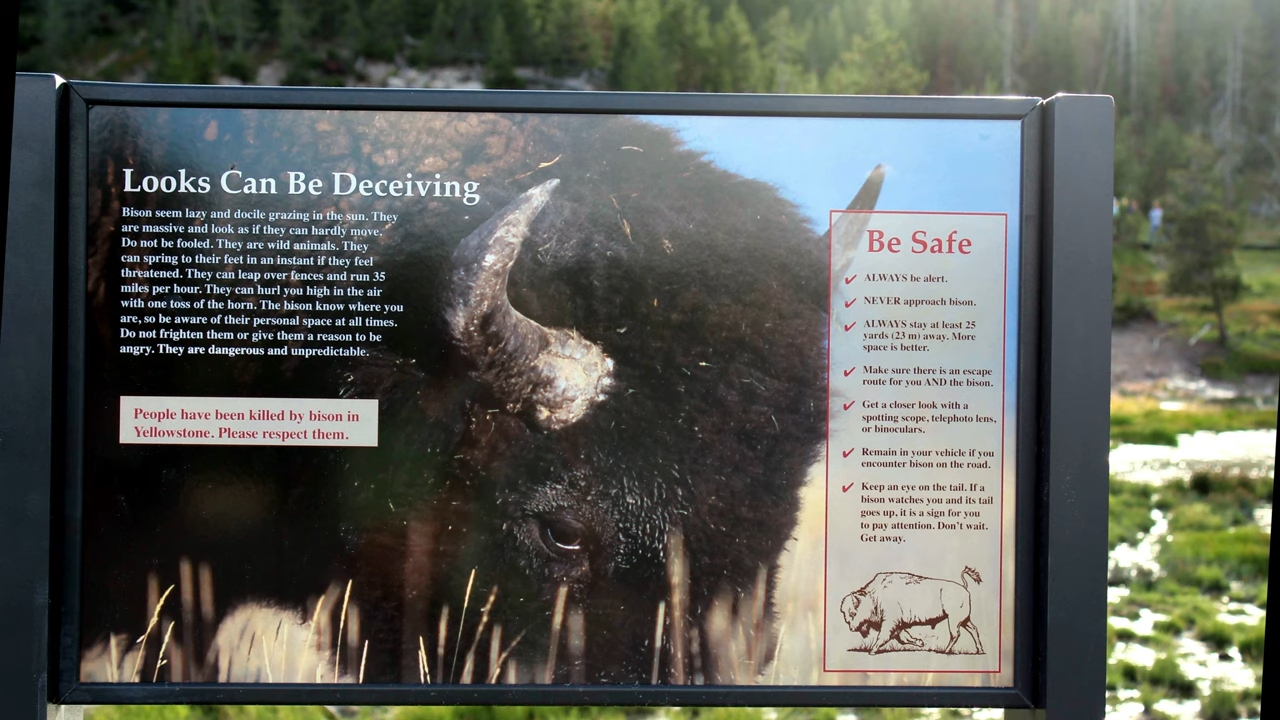 Looks Can Be Deceiving
Bison seem lazy and docile grazing in the sun. They
are massive and look as if they can hardly move.
Do not be fooled. They are wild animals. They
can spring to their feet in an instant if they feel
threatened. They can leap over fences and run 35
miles per hour. They can hurl you high in the air
with one toss of the horn. The bison know where you
are, so be aware of their personal space at all times.
Do not frighten them or give them a reason to be
angry. They are dangerous and unpredictable.
People have been killed by bison in
Yellowstone. Please respect them.
Be Safe
ALWAYS be alert.
NEVER approach bison.
ALWAYS stay at least 25
yards (23 m) away. More
space is better.
Make sure there is an escape
route for you AND the bison.
Get a closer look with a
spotting scope, telephoto lens,
or binoculars.
Remain in your vehicle if you
encounter bison on the road.
Keep an eye on the tail. If a
bison watches you and its tail
goes up, it is a sign for you
to pay attention. Don't wait.
Get away.